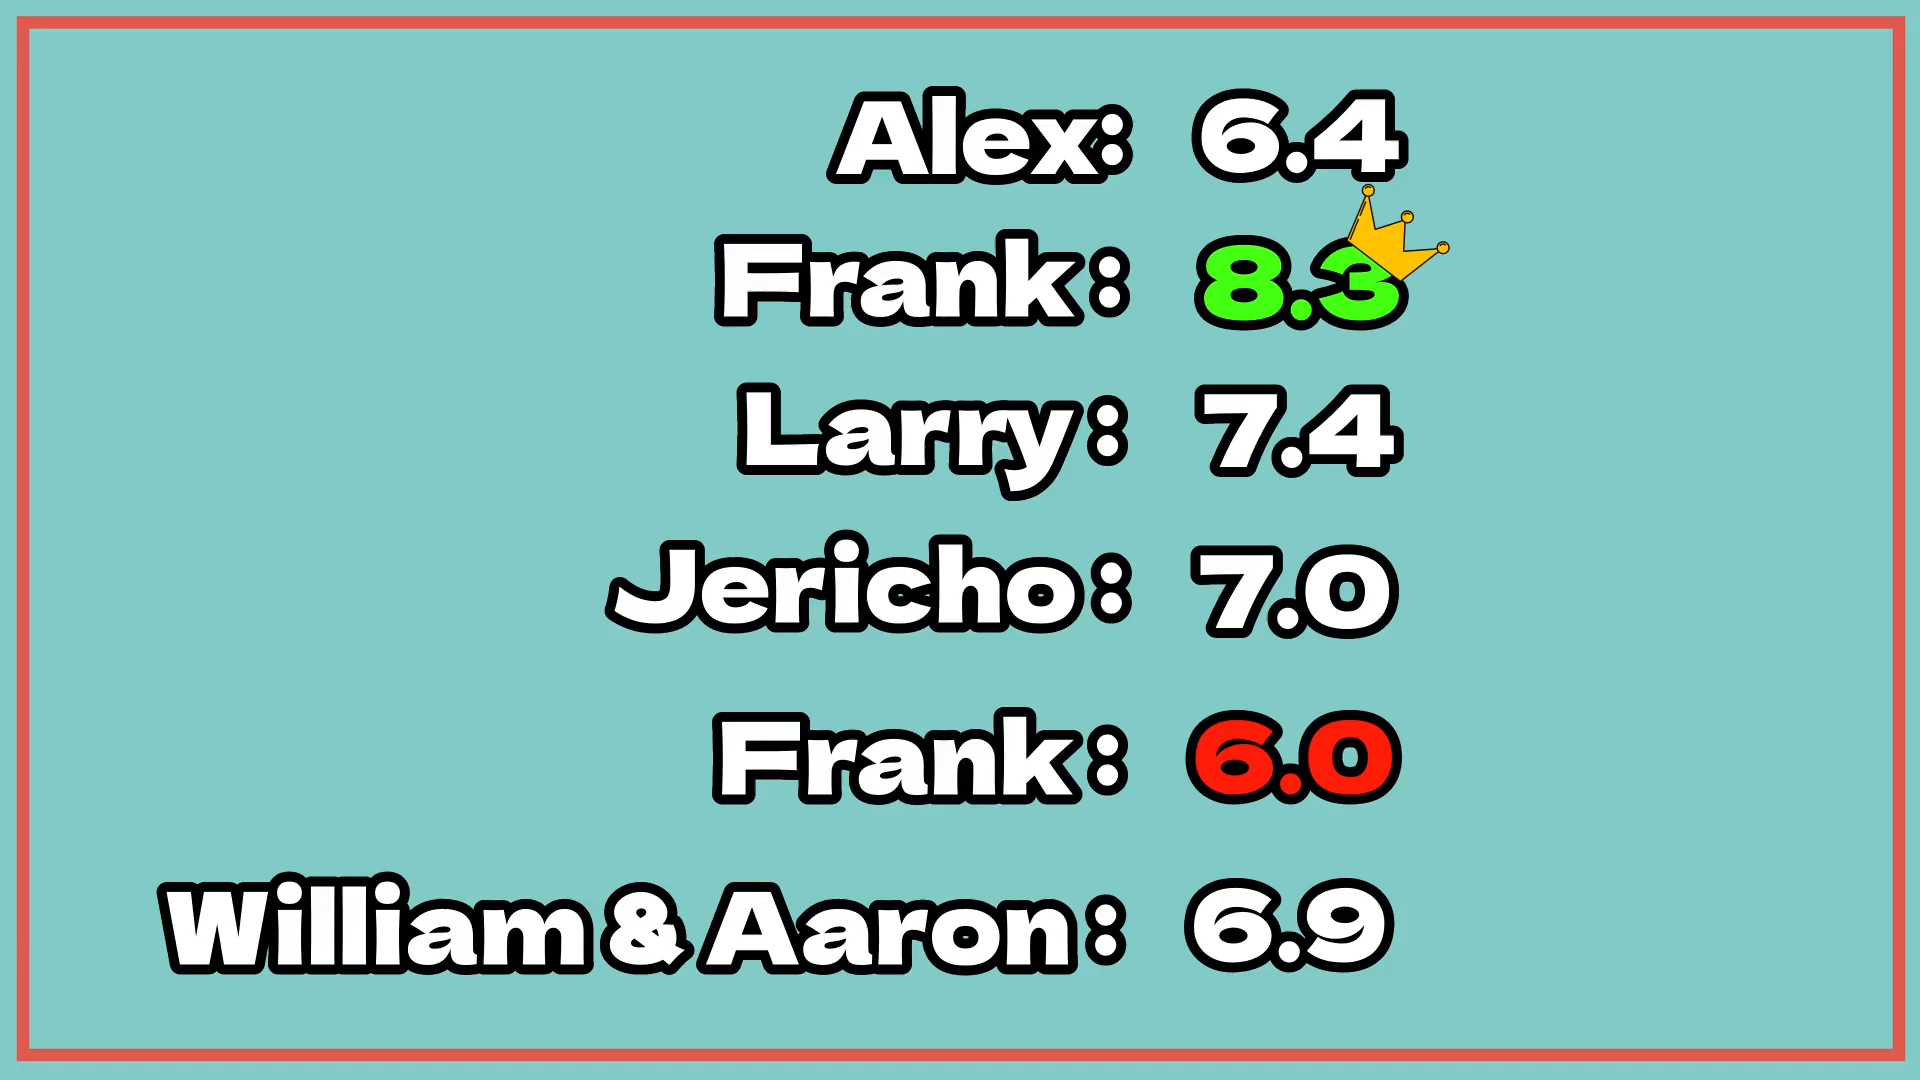 Alex: 6.4
Frank: 8.3
Larry: 7.4
Jericho: 7.0
Frank: 6.0
William & Aaron: 6.9